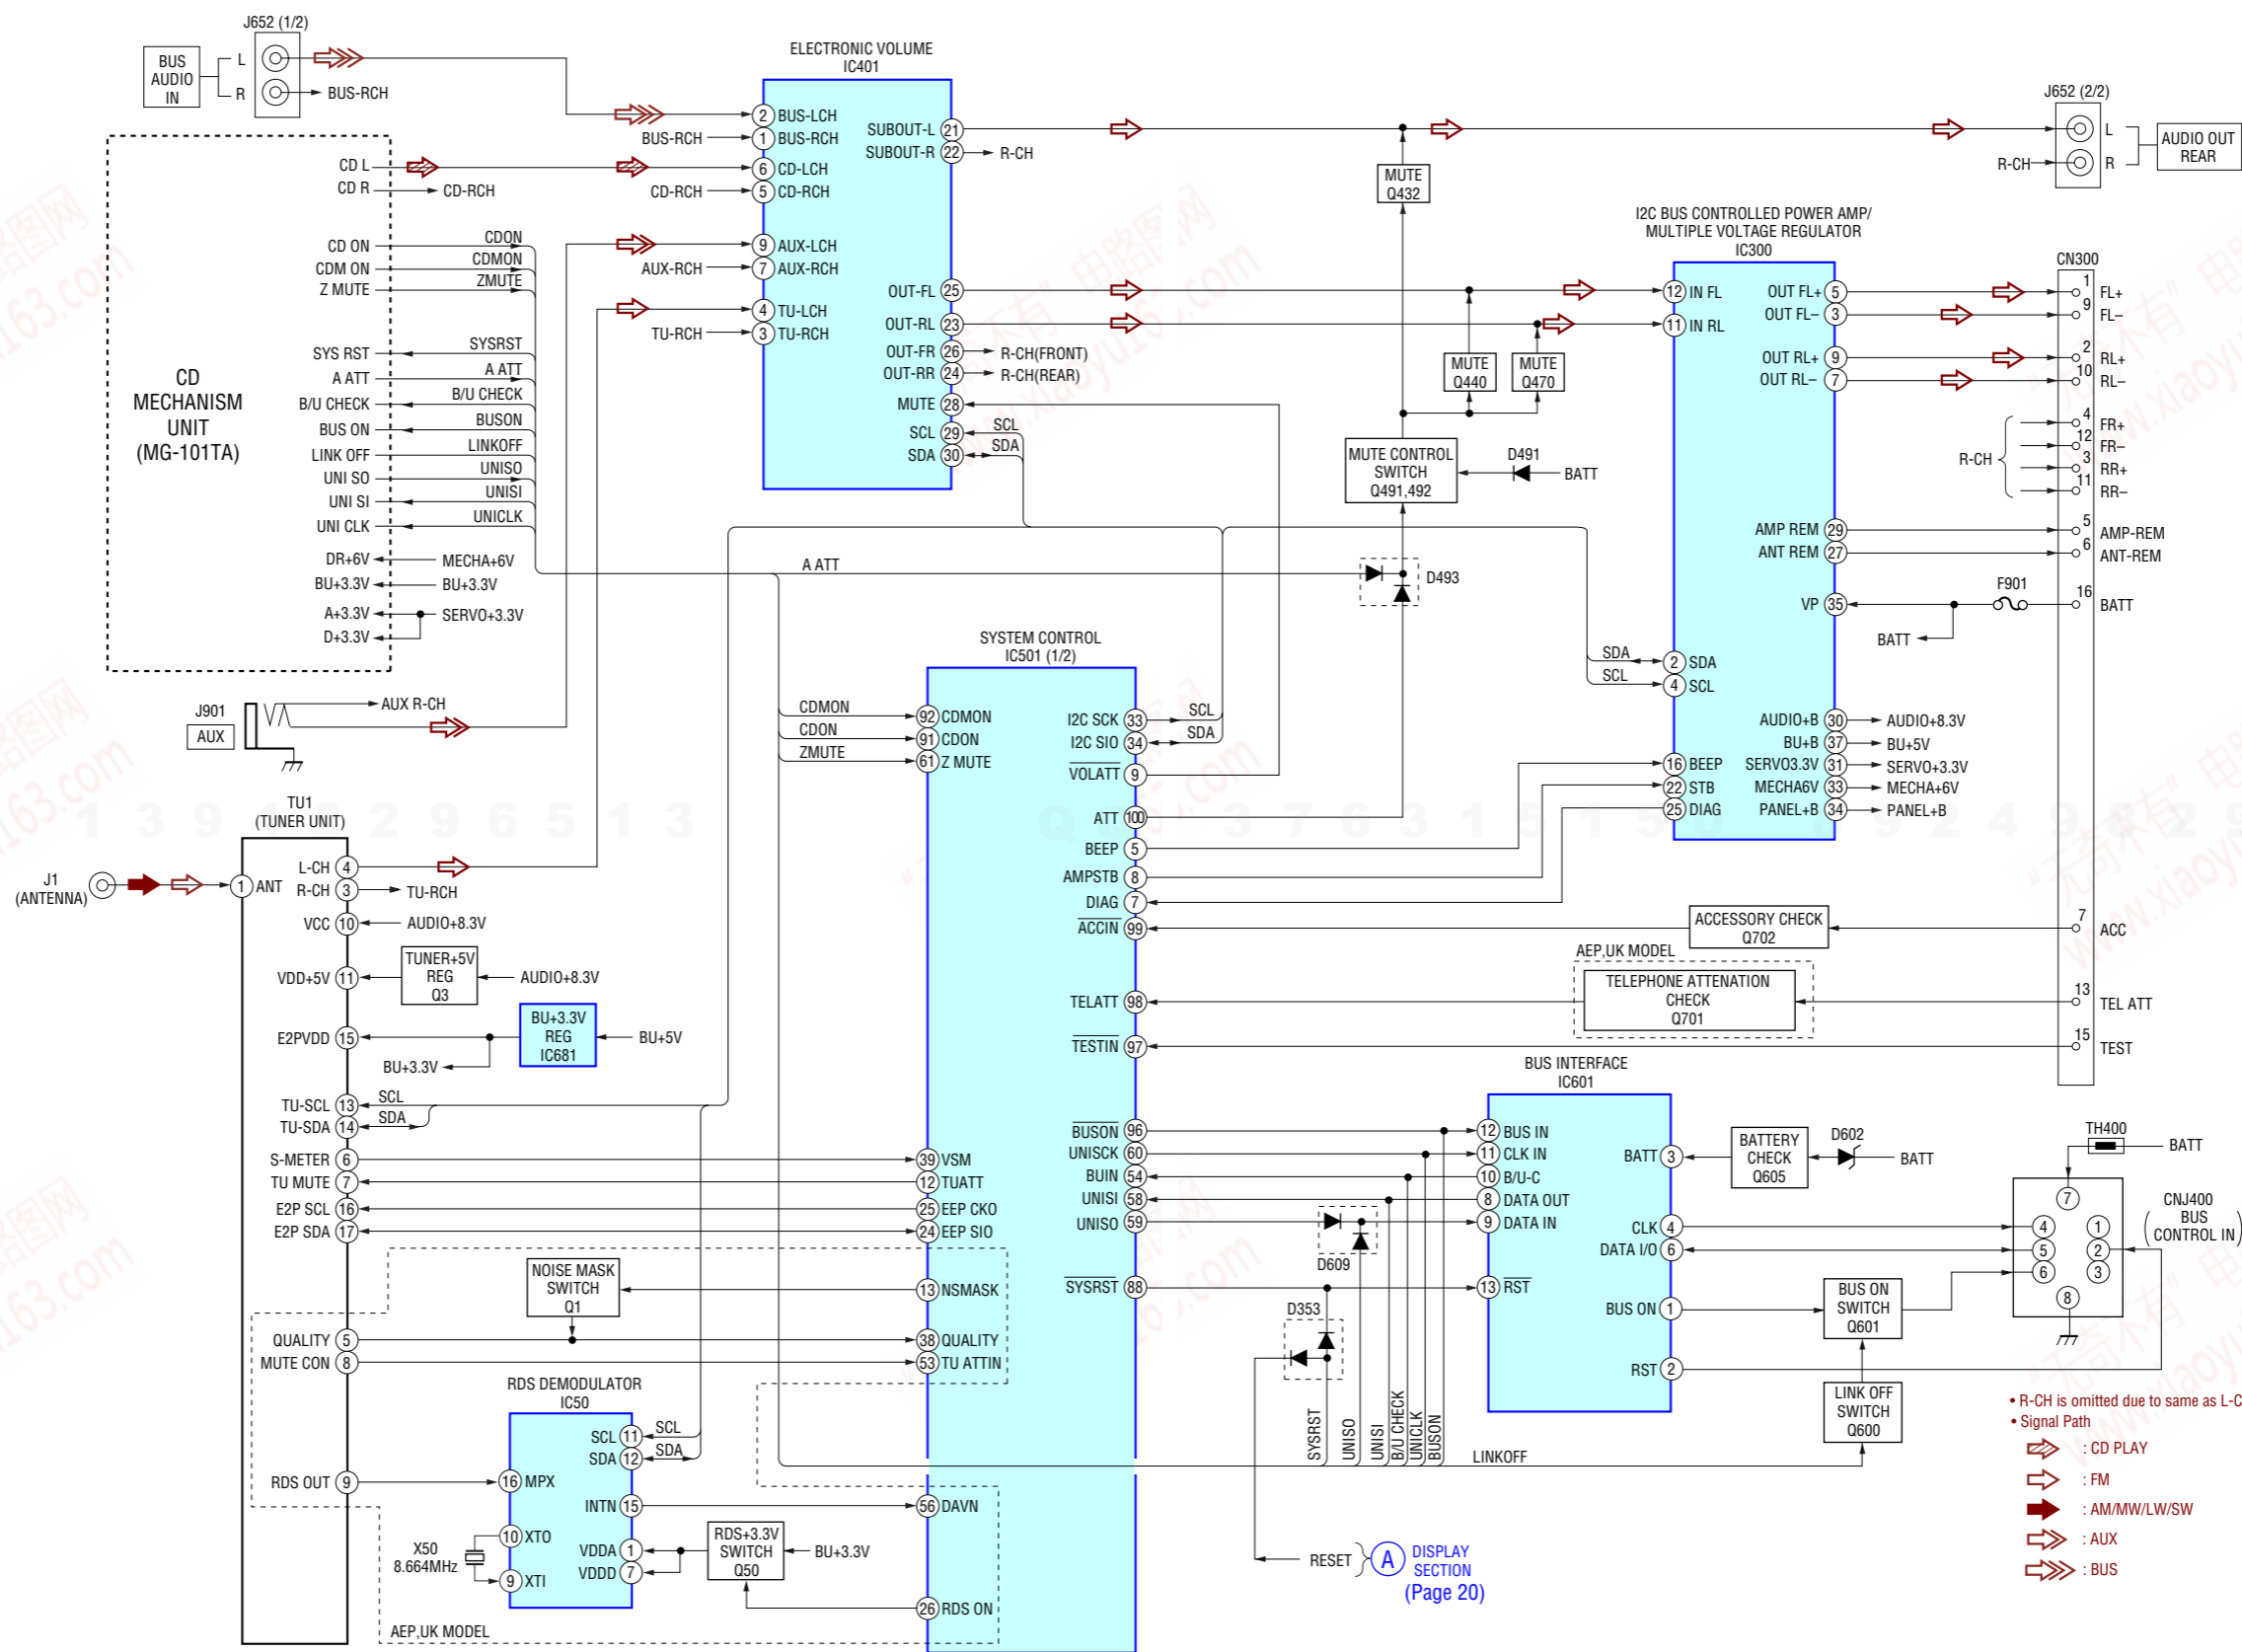 J652 (1/2)
BUS
AUDIO
IN
L
R
BUS-RCH
ELECTRONIC VOLUME
IC401
2 BUS-LCH
BUS-RCH 1 BUS-RCH
6 CD-LCH
CD-RCH 5 CD-RCH
9 AUX-LCH
AUX-RCH 7 AUX-RCH
4 TU-LCH
TU-RCH 3 TU-RCH
SUBOUT-L 21
SUBOUT-R 22 R-CH
OUT-FL 25
OUT-RL 23
OUT-FR 26 R-CH(FRONT)
OUT-RR 24 R-CH(REAR)
MUTE 28
SCL 29 SCL
SDA 30 SDA
J652 (2/2)
L
R-CH R
AUDIO OUT
REAR
MUTE
Q432
MUTE
Q440
MUTE
Q470
MUTE CONTROL
SWITCH
Q491,492
D491
BATT
D493
A ATT
I2C BUS CONTROLLED POWER AMP/
MULTIPLE VOLTAGE REGULATOR
IC300
12 IN FL
11 IN RL
OUT FL+ 5
OUT FL– 3
OUT RL+ 9
OUT RL– 7
AMP REM 29
ANT REM 27
VP 35
SDA 2 SDA
SCL 4 SCL
AUDIO+B 30 AUDIO+8.3V
BU+B 37 BU+5V
16 BEEP
SERVO3.3V 31 SERVO+3.3V
22 STB
MECHA6V 33 MECHA+6V
25 DIAG
PANEL+B 34 PANEL+B
CN300
1 FL+
9 FL–
2 RL+
10 RL–
R-CH
4 FR+
12 FR–
3 RR+
11 RR–
5 AMP-REM
6 ANT-REM
F901
16 BATT
BATT
7 ACC
13 TEL ATT
15 TEST
CD
MECHANISM
UNIT
(MG-101TA)
CD L
CD R CD-RCH
CD ON CDON
CDM ON CDMON
Z MUTE ZMUTE
SYS RST SYSRST
A ATT A ATT
B/U CHECK B/U CHECK
BUS ON BUSON
LINK OFF LINKOFF
UNI SO UNISO
UNI SI UNISI
UNI CLK UNICLK
DR+6V MECHA+6V
BU+3.3V BU+3.3V
A+3.3V SERVO+3.3V
D+3.3V
J901
AUX
AUX R-CH
TU1
(TUNER UNIT)
J1
(ANTENNA)
1 ANT
L-CH 4
R-CH 3 TU-RCH
VCC 10 AUDIO+8.3V
VDD+5V 11
TUNER+5V
REG
Q3
AUDIO+8.3V
E2PVDD 15
BU+3.3V
REG
IC681
BU+5V
BU+3.3V
TU-SCL 13 SCL
TU-SDA 14 SDA
S-METER 6
TU MUTE 7
E2P SCL 16
E2P SDA 17
QUALITY 5
MUTE CON 8
RDS OUT 9
NOISE MASK
SWITCH
Q1
RDS DEMODULATOR
IC50
SCL 11 SCL
SDA 12 SDA
16 MPX
INTN 15
10 XTO
9 XTI
VDDA 1
VDDD 7
X50
8.664MHz
RDS+3.3V
SWITCH
Q50
BU+3.3V
AEP,UK MODEL
SYSTEM CONTROL
IC501 (1/2)
CDMON 92 CDMON
CDON 91 CDON
ZMUTE 61 Z MUTE
39 VSM
12 TUATT
25 EEP CKO
24 EEP SIO
13 NSMASK
38 QUALITY
53 TU ATTIN
56 DAVN
26 RDS ON
I2C SCK 33 SCL
I2C SIO 34 SDA
VOLATT 9
ATT 100
BEEP 5
AMPSTB 8
DIAG 7
ACCIN 99
TELATT 98
TESTIN 97
BUSON 96
UNISCK 60
BUIN 54
UNISI 58
UNISO 59
SYSRST 88
ACCESSORY CHECK
Q702
AEP,UK MODEL
TELEPHONE ATTENATION
CHECK
Q701
BUS INTERFACE
IC601
12 BUS IN
11 CLK IN
10 B/U-C
8 DATA OUT
9 DATA IN
13 RST
BATT 3
CLK 4
DATA I/O 6
BUS ON 1
RST 2
BATTERY
CHECK
Q605
D602
BATT
TH400
BATT
CNJ400
BUS
CONTROL IN
7
4 1
5 2
6 3
8
BUS ON
SWITCH
Q601
LINK OFF
SWITCH
Q600
D609
D353
SYSRST
UNISO
UNISI
B/U CHECK
UNICLK
BUSON
LINKOFF
RESET A DISPLAY
SECTION
(Page 20)
• R-CH is omitted due to same as L-C
• Signal Path
: CD PLAY
: FM
: AM/MW/LW/SW
: AUX
: BUS